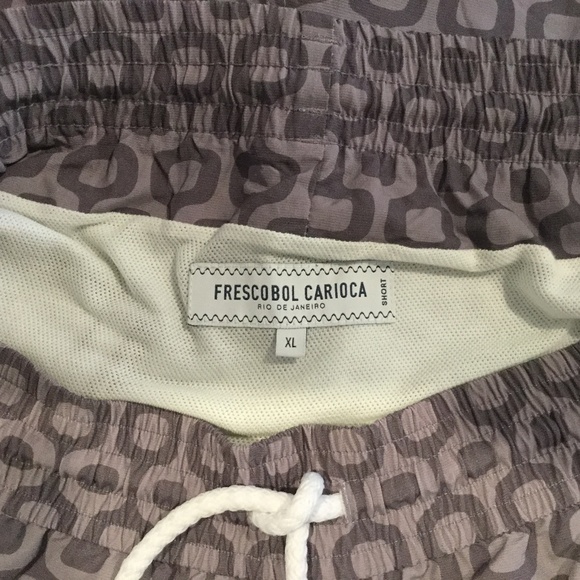 FRESCOBOL CARIOCA
RIO DE JANEIRO
SHORT
XL